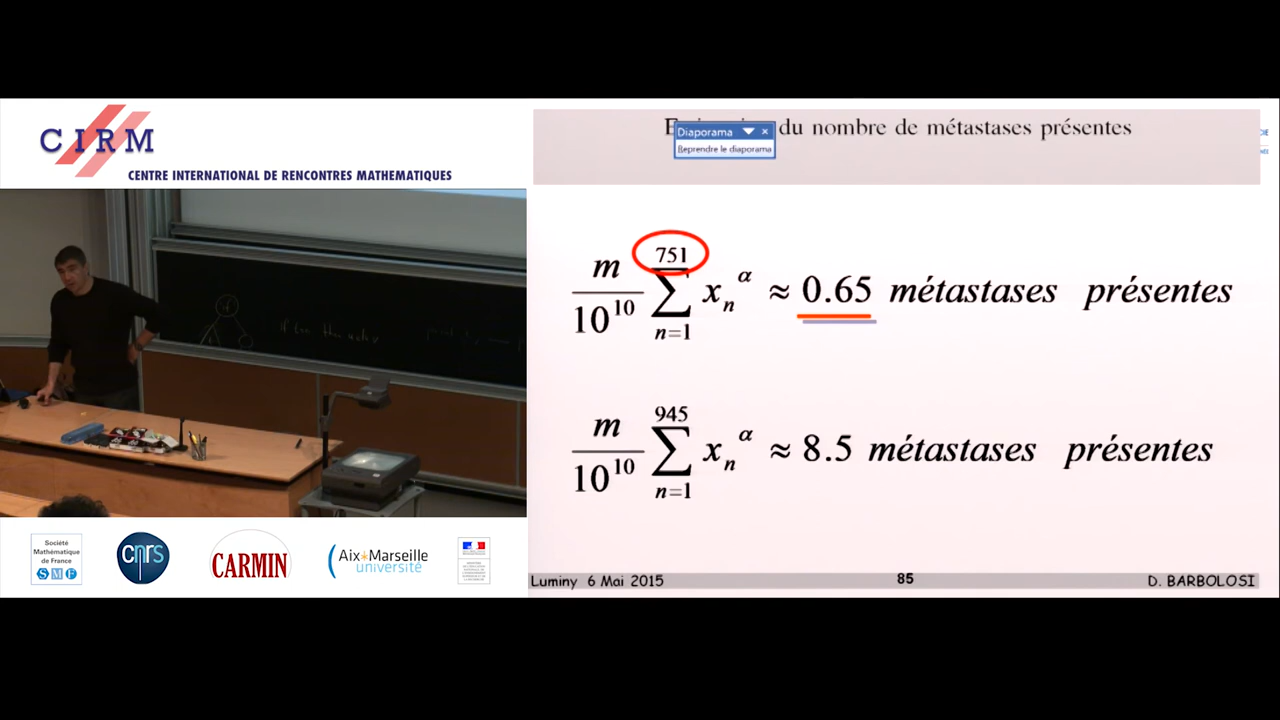 CIRM
CENTRE INTERNATIONAL DE RENCONTRES MATHEMATIQUES
Diaporama
Reprendre le diaporama
du nombre de métastases présentes
m/10^10 ∑_{n=1}^{751} x_n^α ≈ 0.65 métastases présentes
m/10^10 ∑_{n=1}^{945} x_n^α ≈ 8.5 métastases présentes
Société
Mathématique
de France
SMF
cnrs
CARMIN
Aix*Marseille
université
Luminy 6 Mai 2015
85
D. BARBOLOSI